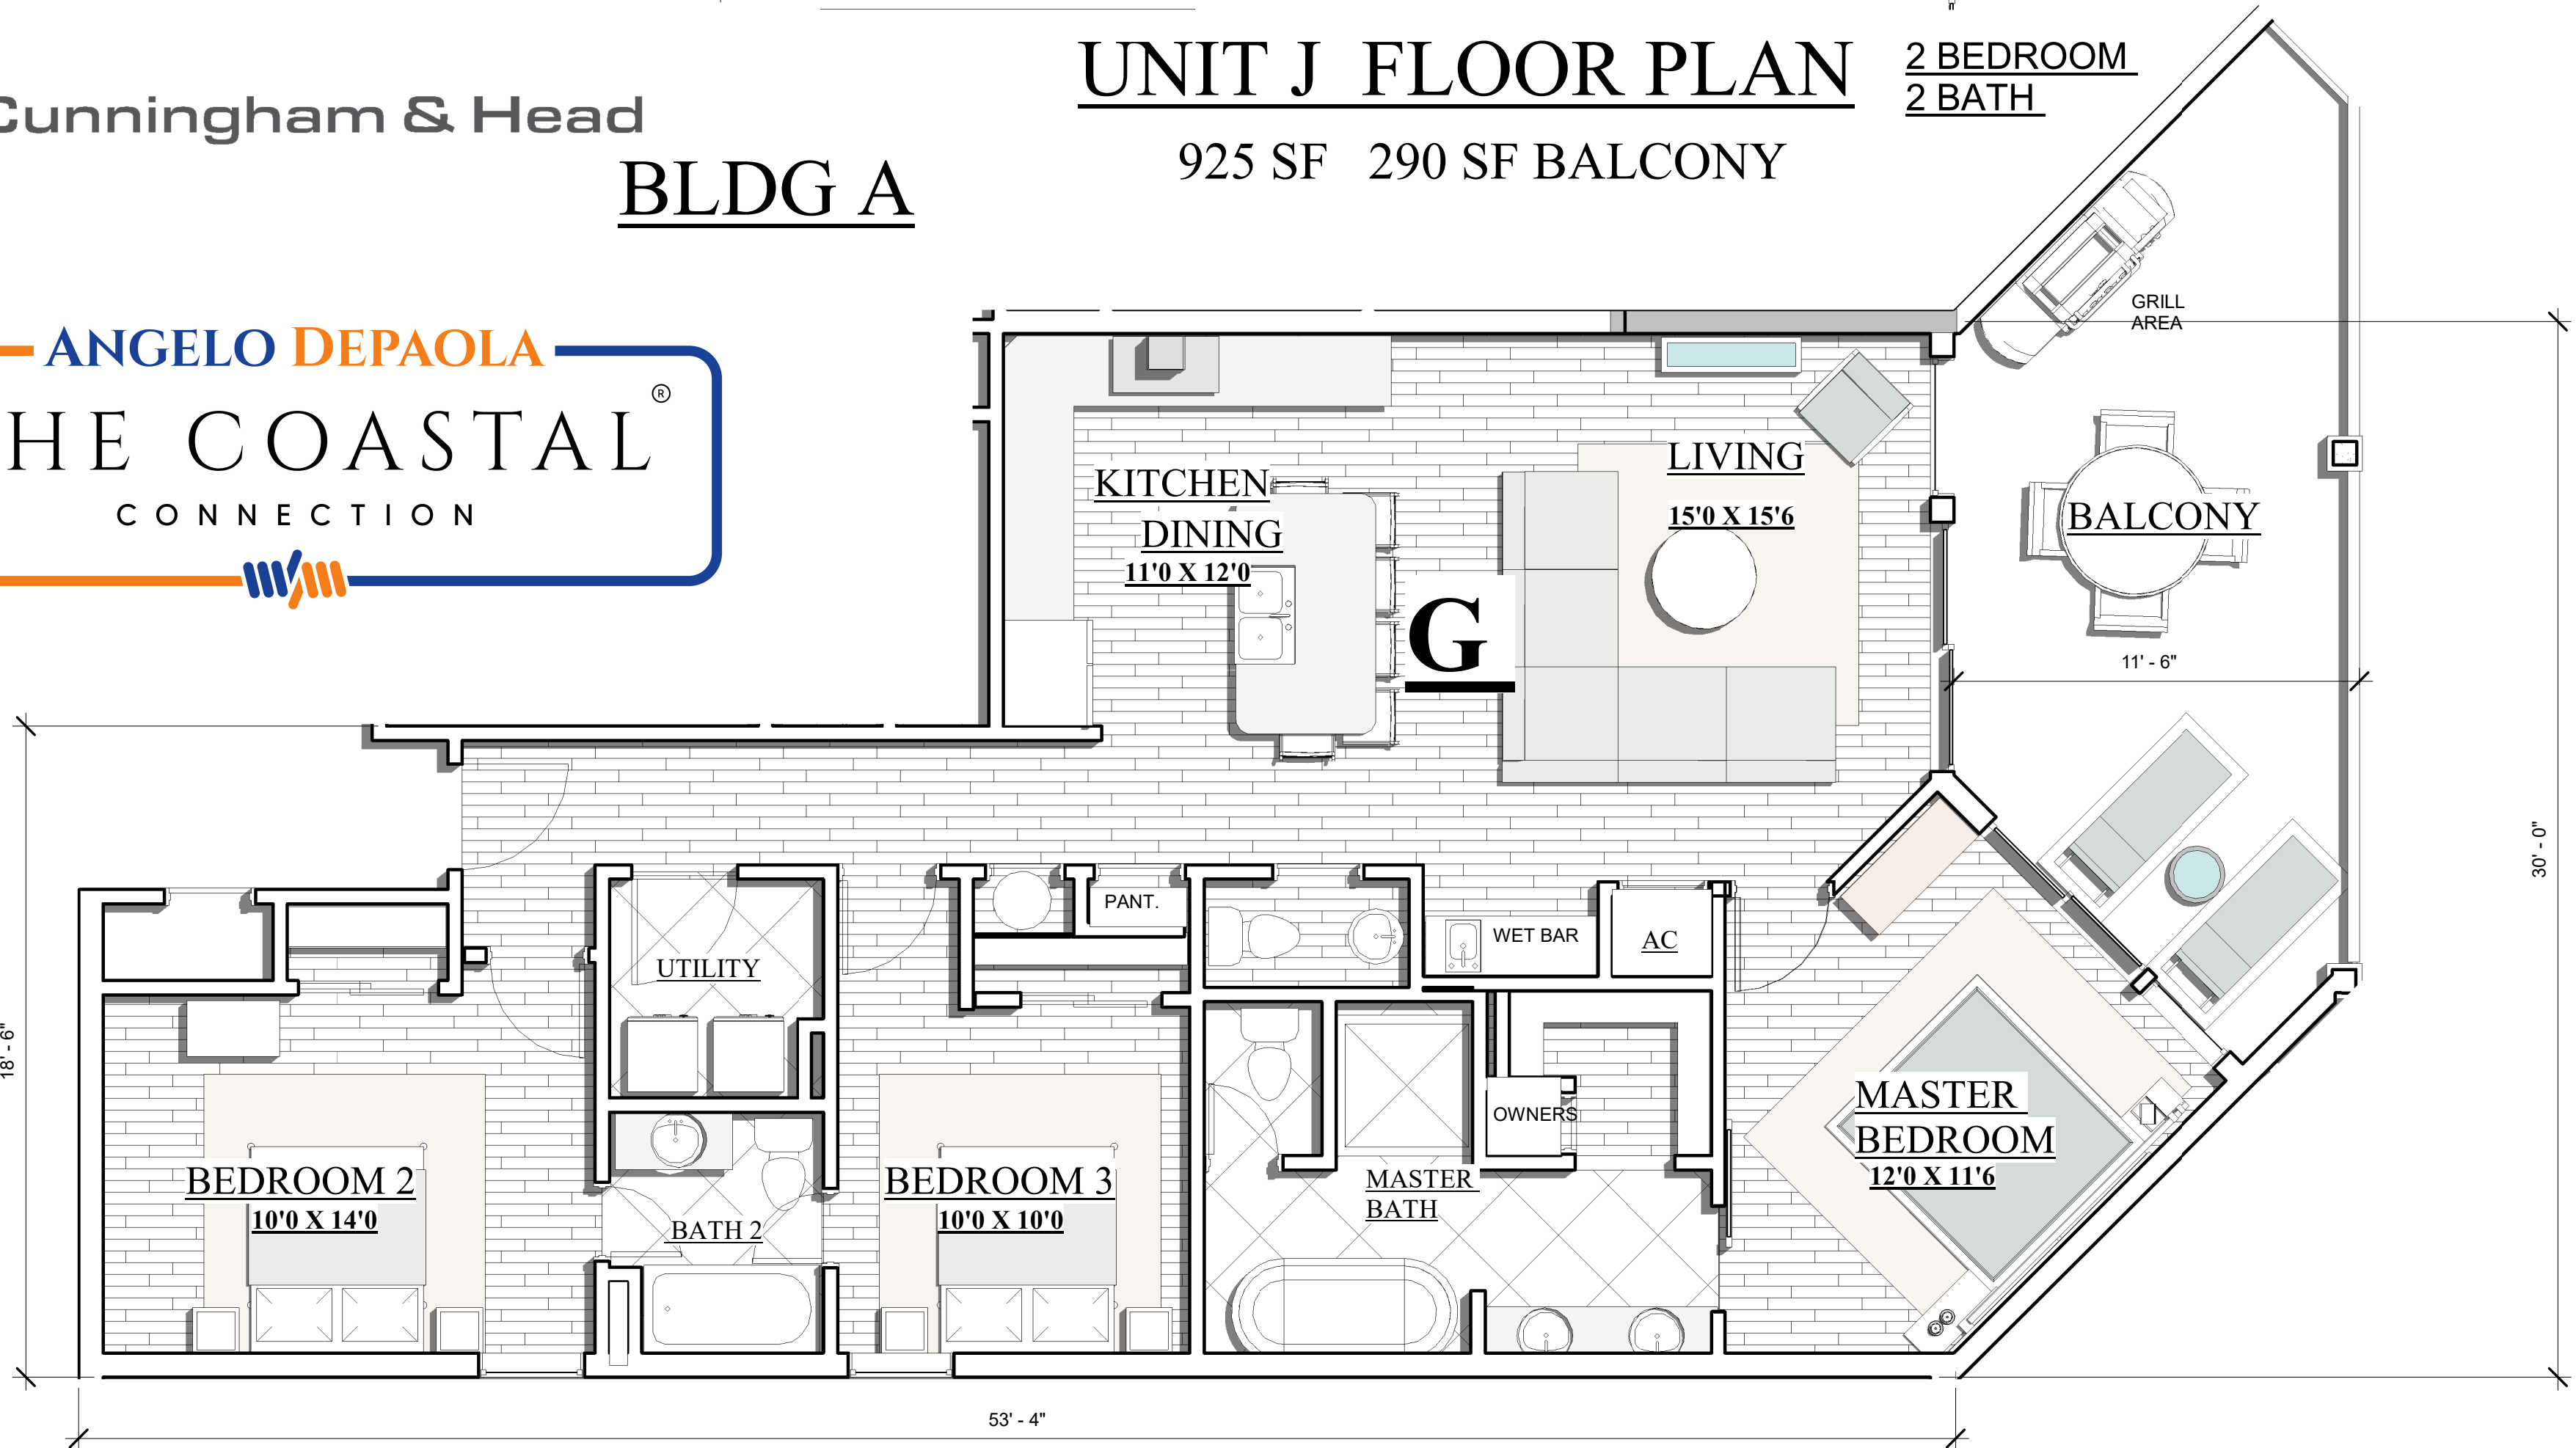 UNIT J FLOOR PLAN
2 BEDROOM
2 BATH
Cunningham & Head
925 SF 290 SF BALCONY
BLDG A
ANGELO DEPAOLA
HE COASTAL ®
CONNECTION
GRILL
AREA
LIVING
15'0 X 15'6
KITCHEN
DINING
11'0 X 12'0
BALCONY
G
11' - 6"
30' - 0"
18' - 6"
PANT.
WET BAR
AC
UTILITY
OWNERS
MASTER
BEDROOM
12'0 X 11'6
BEDROOM 2
10'0 X 14'0
BATH 2
BEDROOM 3
10'0 X 10'0
MASTER
BATH
53' - 4"